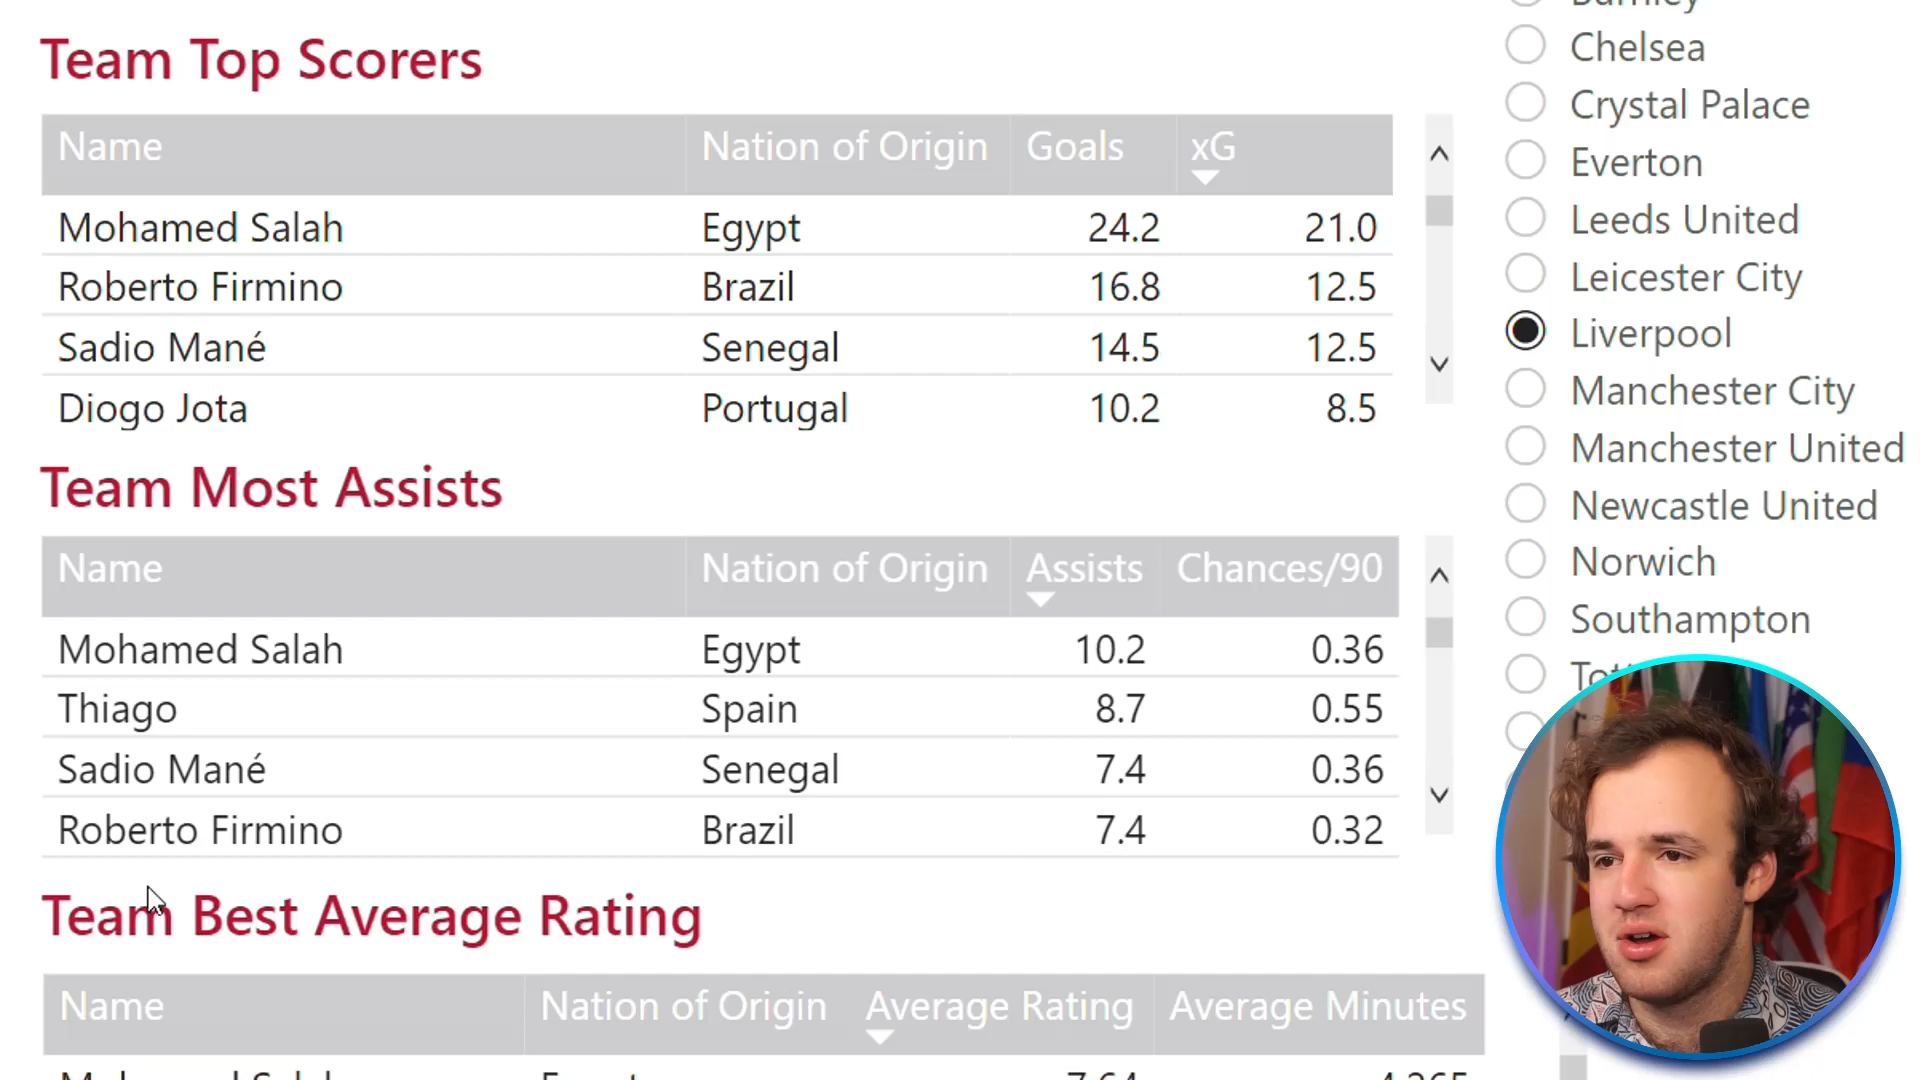 Team Top Scorers
Name Nation of Origin Goals xG
Mohamed Salah Egypt 24.2 21.0
Roberto Firmino Brazil 16.8 12.5
Sadio Mané Senegal 14.5 12.5
Diogo Jota Portugal 10.2 8.5
Team Most Assists
Name Nation of Origin Assists Chances/90
Mohamed Salah Egypt 10.2 0.36
Thiago Spain 8.7 0.55
Sadio Mané Senegal 7.4 0.36
Roberto Firmino Brazil 7.4 0.32
Team Best Average Rating
Name Nation of Origin Average Rating Average Minutes
Burnley
Chelsea
Crystal Palace
Everton
Leeds United
Leicester City
Liverpool
Manchester City
Manchester United
Newcastle United
Norwich
Southampton